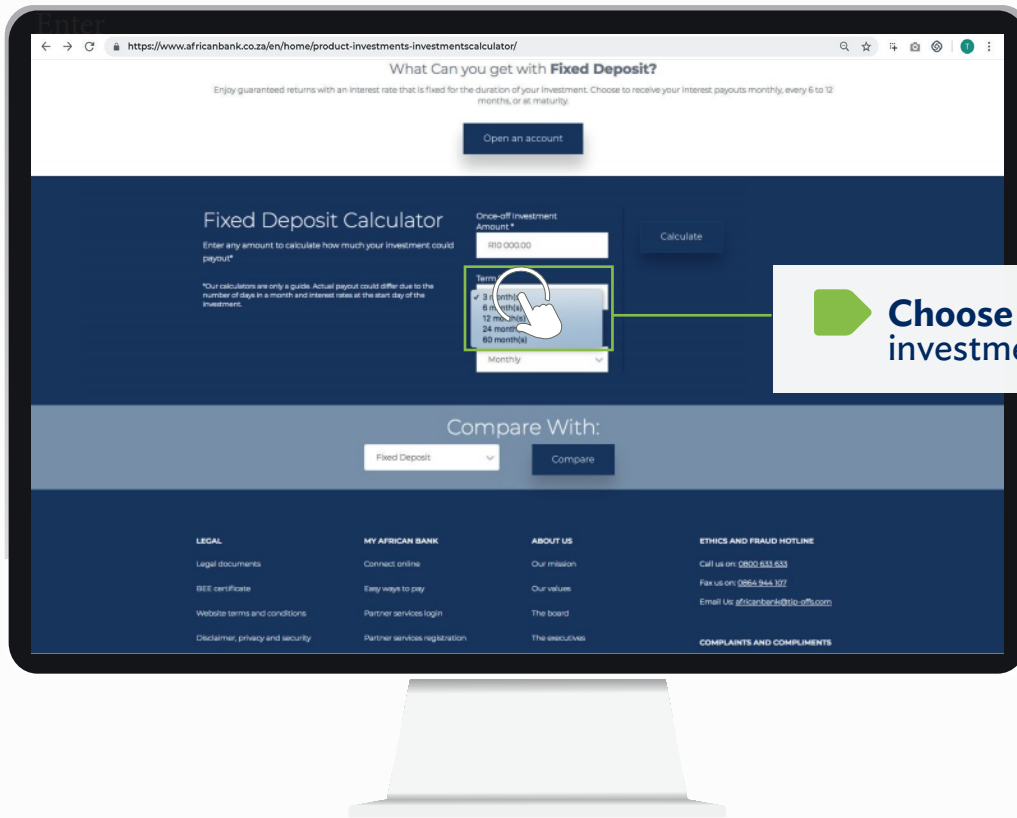 Enter
https://www.africanbank.co.za/en/home/product-investments-investmentscalculator/
What Can you get with Fixed Deposit?
Enjoy guaranteed returns with an interest rate that is fixed for the duration of your investment. Choose to receive your interest payouts monthly, every 6 to 12
months, or at maturity.
Open an account
Fixed Deposit Calculator
Enter any amount to calculate how much your investment could
payout*
*Our calculators are only a guide. Actual payout could differ due to the
number of days in a month and interest rates at the start day of the
investment.
Once-off Investment
Amount *
R10 000.00
Calculate
Term
✓ 3 month(s)
6 month(s)
12 month(s)
24 month(s)
60 month(s)
Monthly
Choose
Compare With:
Fixed Deposit
Compare
LEGAL
Legal documents
BEE certificate
Website terms and conditions
Disclaimer, privacy and security
MY AFRICAN BANK
Connect online
Easy ways to pay
Partner services login
Partner services registration
ABOUT US
Our mission
Our values
The board
The executives
ETHICS AND FRAUD HOTLINE
Call us on: 0800 633 633
Fax us on: 0864 944 107
Email Us: africanbank@tip-offs.com
COMPLAINTS AND COMPLIMENTS